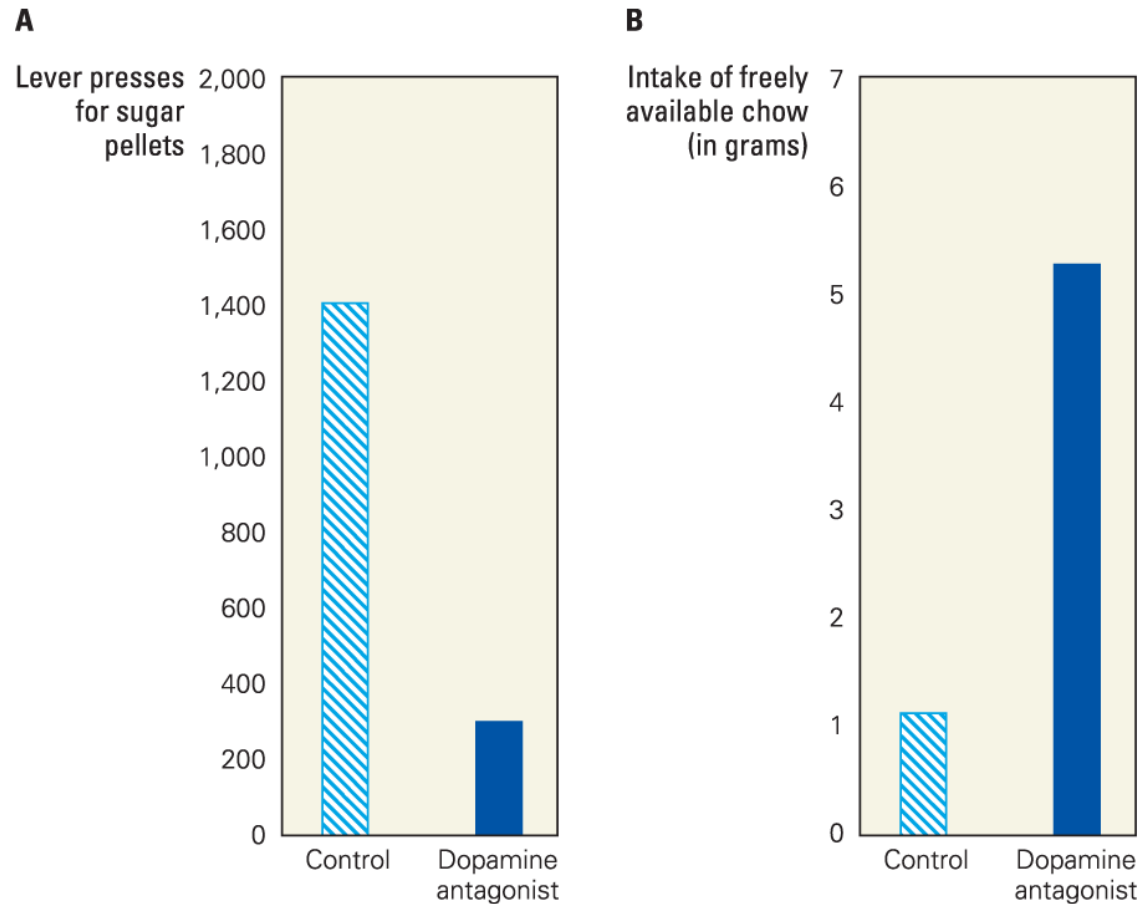 A
Lever presses
for sugar
pellets
2,000
1,800
1,600
1,400
1,200
1,000
800
600
400
200
0
Control
Dopamine
antagonist
B
Intake of freely
available chow
(in grams)
7
6
5
4
3
2
1
0
Control
Dopamine
antagonist